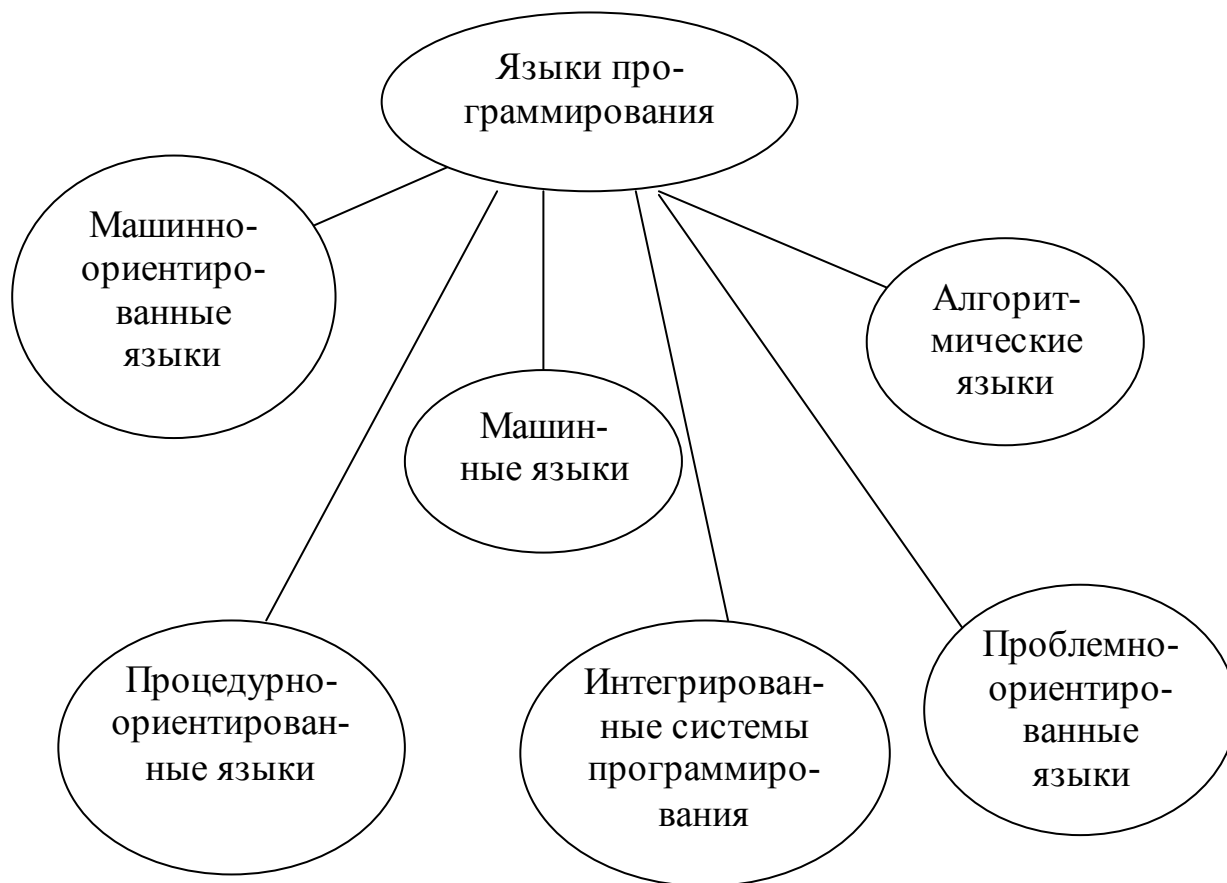 Языки про-
граммирования
Машинно-
ориентиро-
ванные
языки
Алгорит-
мические
языки
Машин-
ные языки
Процедурно-
ориентирован-
ные языки
Интегрирован-
ные системы
программиро-
вания
Проблемно-
ориентиро-
ванные
языки